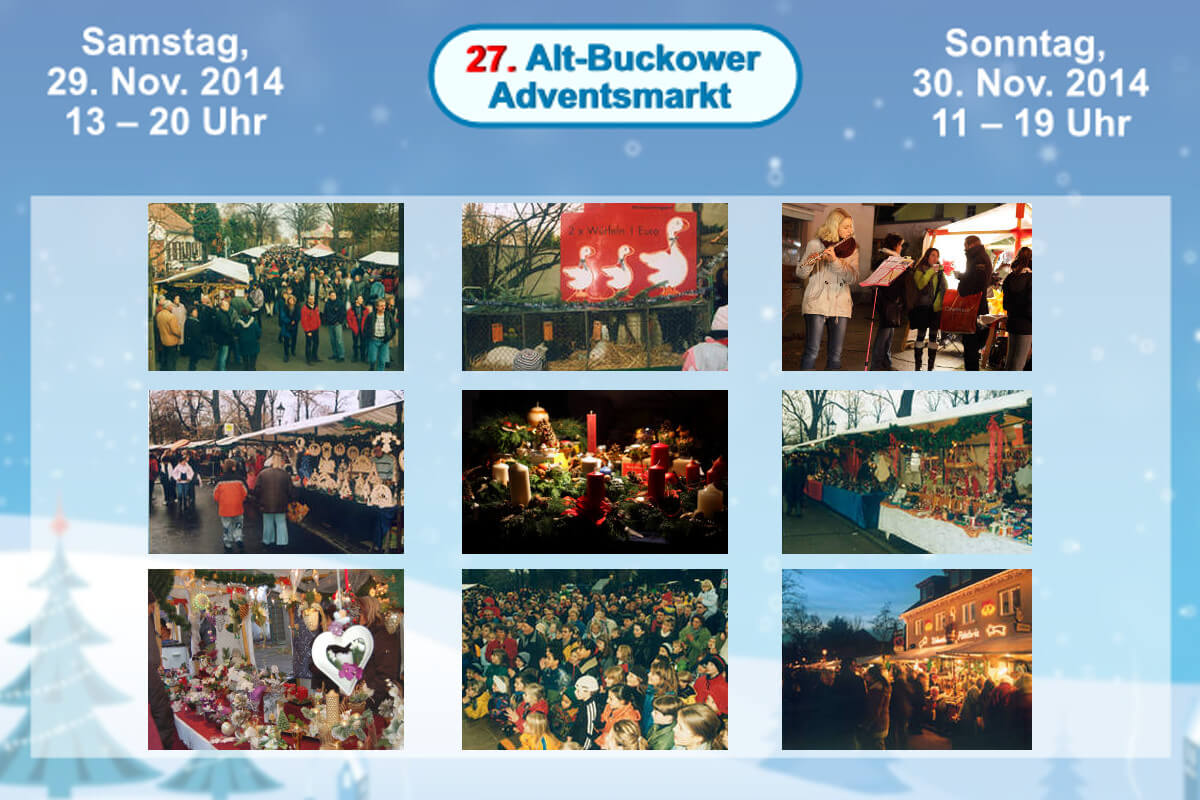 Samstag,
29. Nov. 2014
13 – 20 Uhr
27. Alt-Buckower
Adventsmarkt
Sonntag,
30. Nov. 2014
11 – 19 Uhr
2 x Würfeln 1 Euro